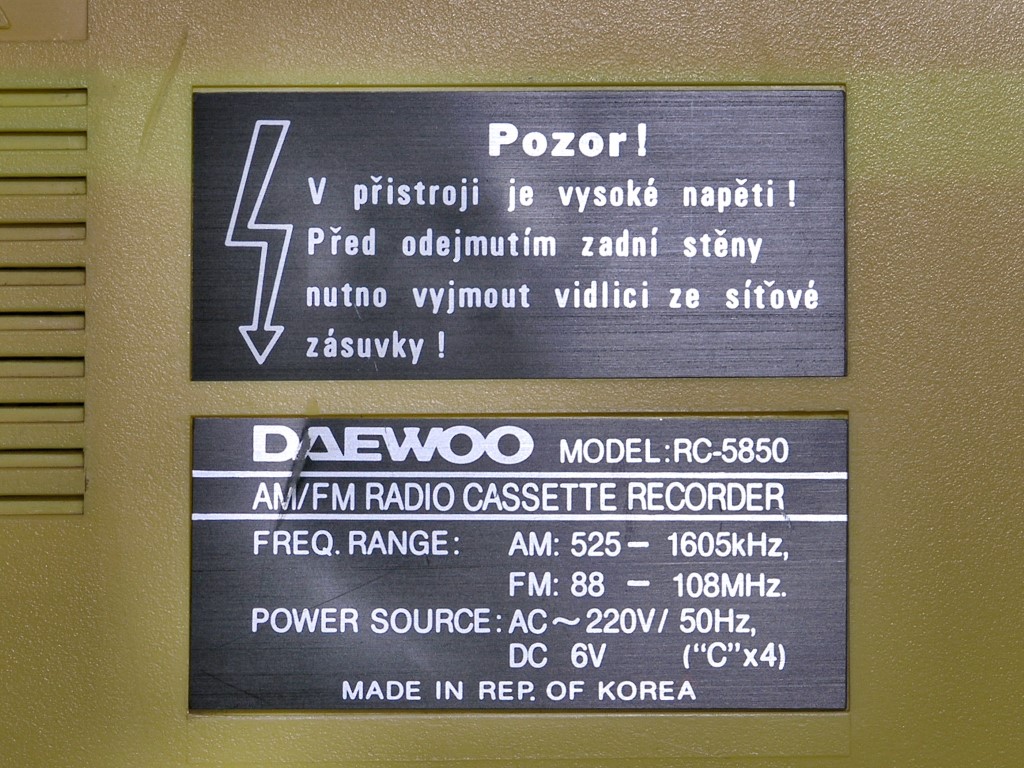 Pozor!
V přistroji je vysoké napěti!
Před odejmutím zadní stěny
nutno vyjmout vidlici ze síťové
zásuvky!
DAEWOO MODEL:RC-5850
AM/FM RADIO CASSETTE RECORDER
FREQ. RANGE: AM: 525 – 1605kHz,
FM: 88 – 108MHz.
POWER SOURCE: AC ~ 220V/ 50Hz,
DC 6V ("C"x4)
MADE IN REP. OF KOREA